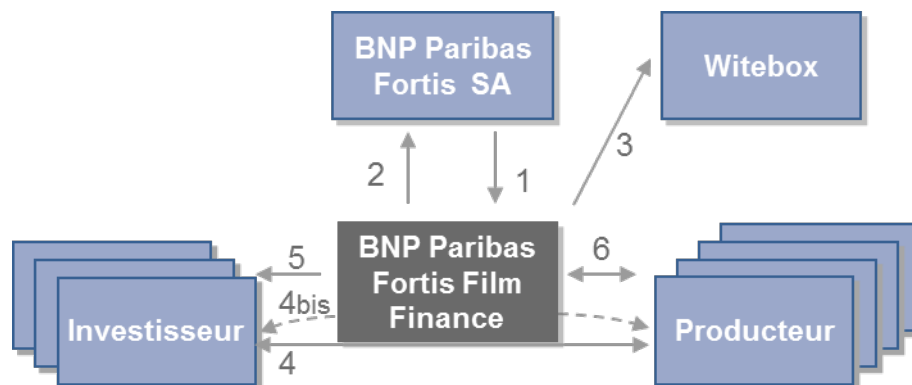 BNP Paribas
Fortis SA
Witebox
2
1
3
BNP Paribas
Fortis Film
Finance
5
6
4bis
Investisseur
Producteur
4